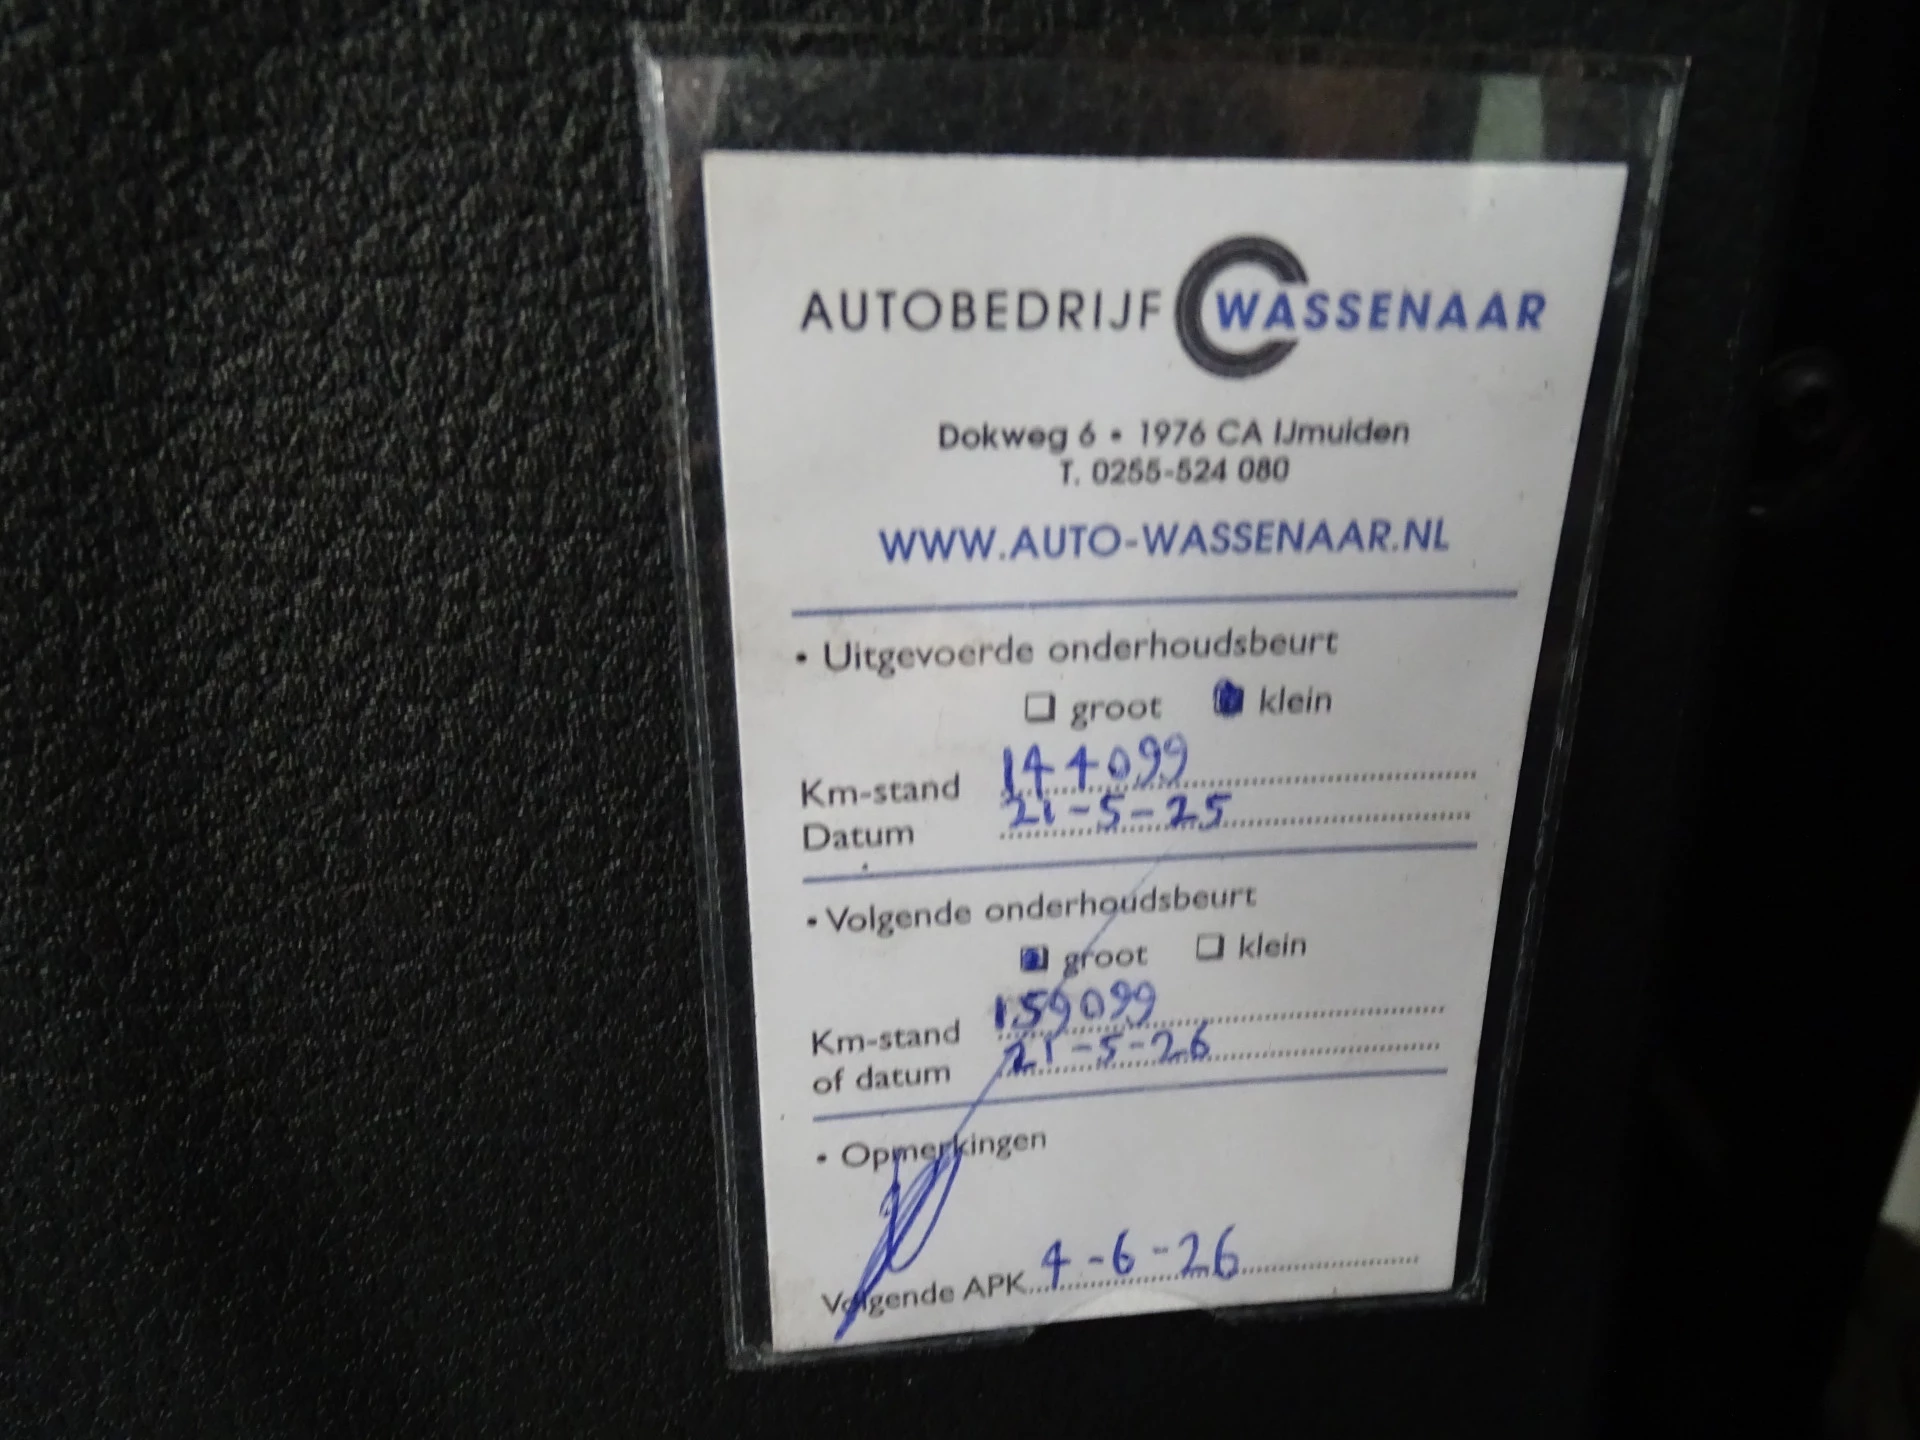 AUTOBEDRIJF WASSENAAR
Dokweg 6 • 1976 CA IJmuiden
T. 0255-524 080
WWW.AUTO-WASSENAAR.NL
• Uitgevoerde onderhoudsbeurt
groot klein
Km-stand 144099
Datum 21-5-25
• Volgende onderhoudsbeurt
groot klein
Km-stand 159099
of datum 21-5-26
• Opmerkingen
Volgende APK 4-6-26